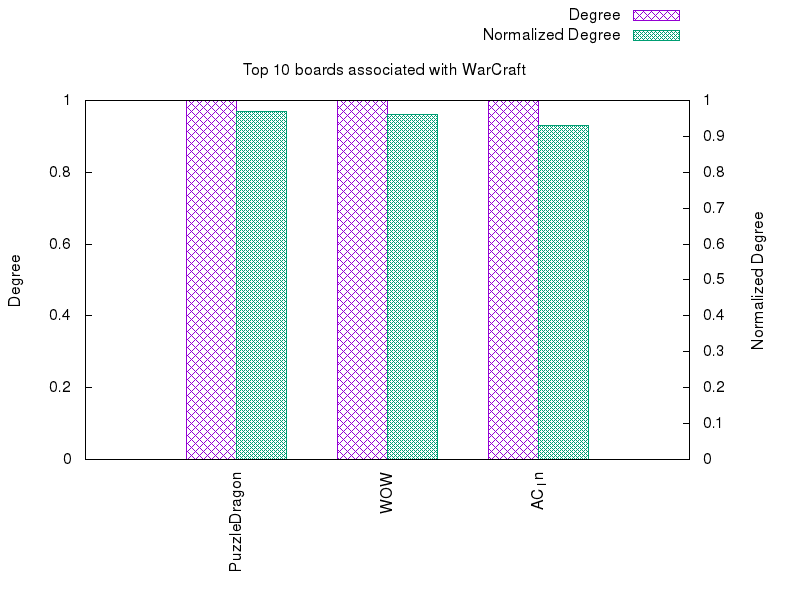 Degree
Normalized Degree
Top 10 boards associated with WarCraft
1
0.8
0.6
0.4
0.2
0
Degree
1
0.9
0.8
0.7
0.6
0.5
0.4
0.3
0.2
0.1
0
Normalized Degree
PuzzleDragon
WOW
AC_In